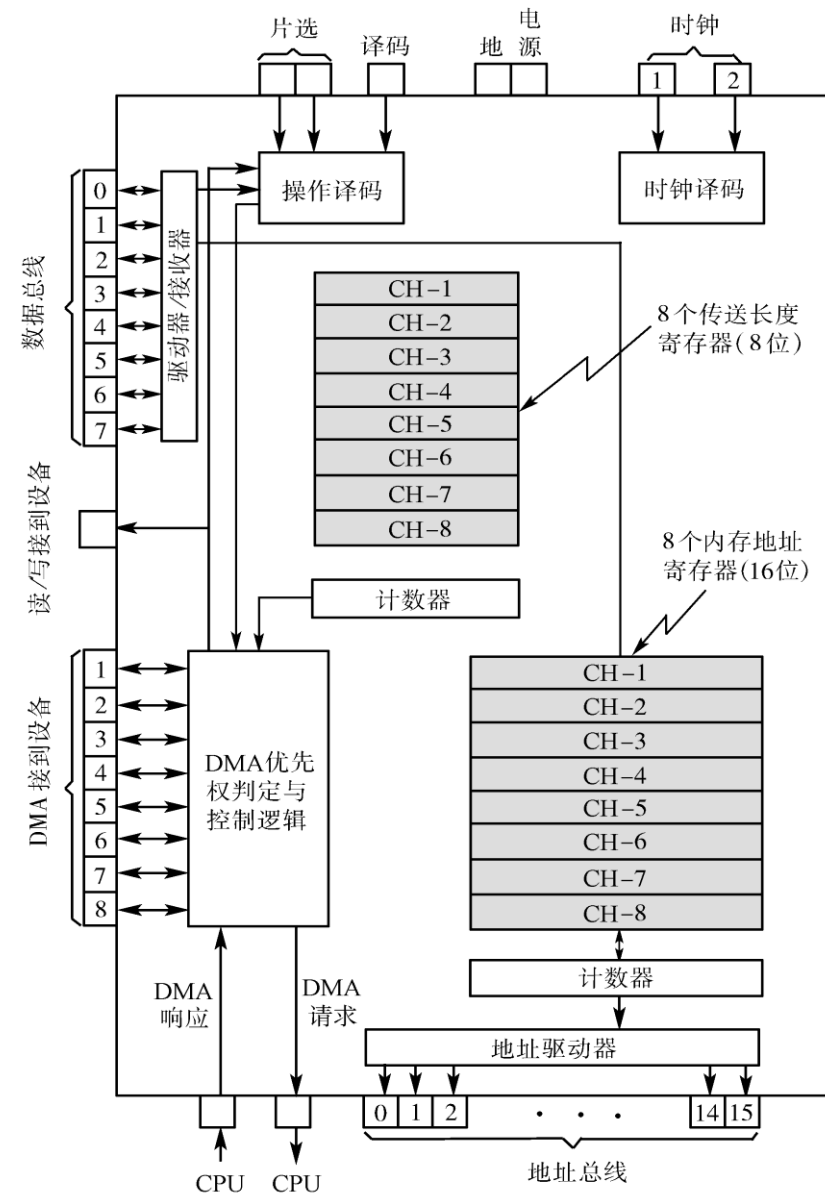 片选
译码
地
电源
时钟
1
2
操作译码
时钟译码
数据总线
0
1
2
3
4
5
6
7
驱动器/接收器
CH-1
CH-2
CH-3
CH-4
CH-5
CH-6
CH-7
CH-8
8个传送长度
寄存器(8位)
读/写接到设备
计数器
8个内存地址
寄存器(16位)
DMA接到设备
1
2
3
4
5
6
7
8
DMA优先
权判定与
控制逻辑
CH-1
CH-2
CH-3
CH-4
CH-5
CH-6
CH-7
CH-8
计数器
DMA
响应
DMA
请求
地址驱动器
0
1
2
· · ·
14
15
CPU
CPU
地址总线